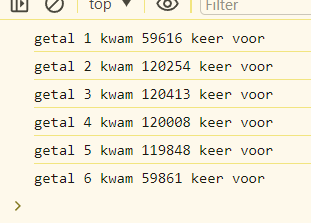 top
Filter
getal 1 kwam 59616 keer voor
getal 2 kwam 120254 keer voor
getal 3 kwam 120413 keer voor
getal 4 kwam 120008 keer voor
getal 5 kwam 119848 keer voor
getal 6 kwam 59861 keer voor